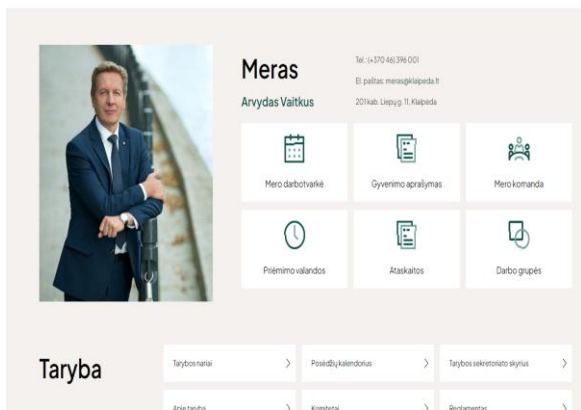 Meras
Arvydas Vaitkus
Tel.: (+370 46) 396 001
El. paštas: meras@klaipeda.lt
201 kab. Liepų g. 11, Klaipėda
Mero darbotvarkė
Gyvenimo aprašymas
Mero komanda
Priėmimo valandos
Ataskaitos
Darbo grupės
Taryba
Tarybos nariai
Posėdžių kalendorius
Tarybos sekretoriato skyrius
Apie tarybą
Komitetai
Reglamentas